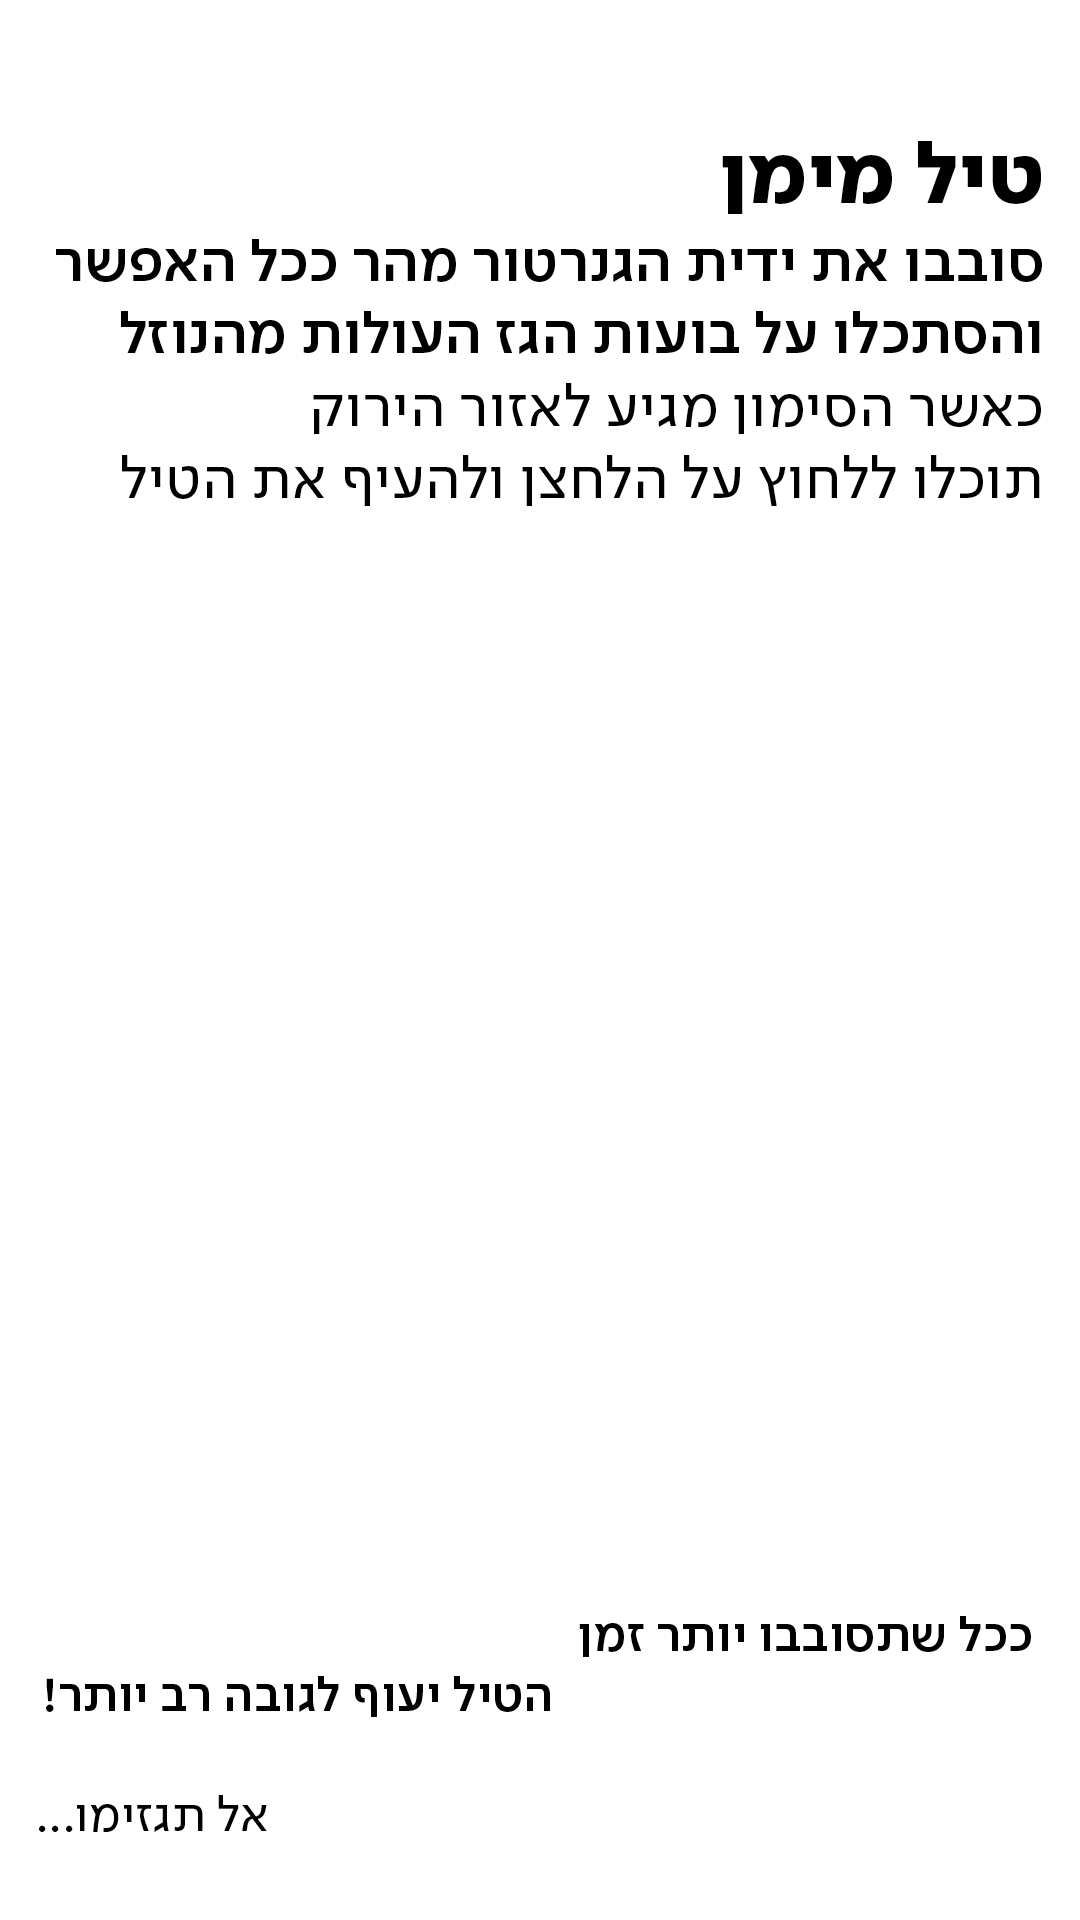 טיל מימן
סובבו את ידית הגנרטור מהר ככל האפשר
והסתכלו על בועות הגז העולות מהנוזל
כאשר הסימון מגיע לאזור הירוק
תוכלו ללחוץ על הלחצן ולהעיף את הטיל
ככל שתסובבו יותר זמן
הטיל יעוף לגובה רב יותר!
אל תגזימו...